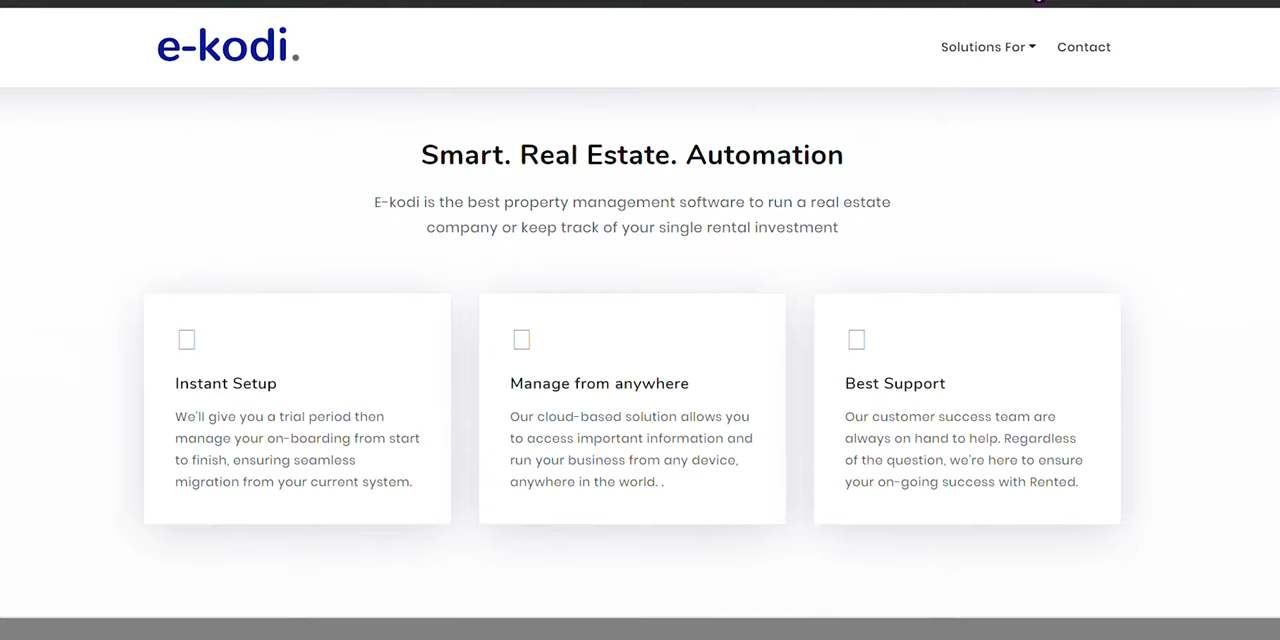 e-kodi.
Solutions For
Contact
Smart. Real Estate. Automation
E-kodi is the best property management software to run a real estate
company or keep track of your single rental investment
Instant Setup
We'll give you a trial period then
manage your on-boarding from start
to finish, ensuring seamless
migration from your current system.
Manage from anywhere
Our cloud-based solution allows you
to access important information and
run your business from any device,
anywhere in the world. .
Best Support
Our customer success team are
always on hand to help. Regardless
of the question, we're here to ensure
your on-going success with Rented.